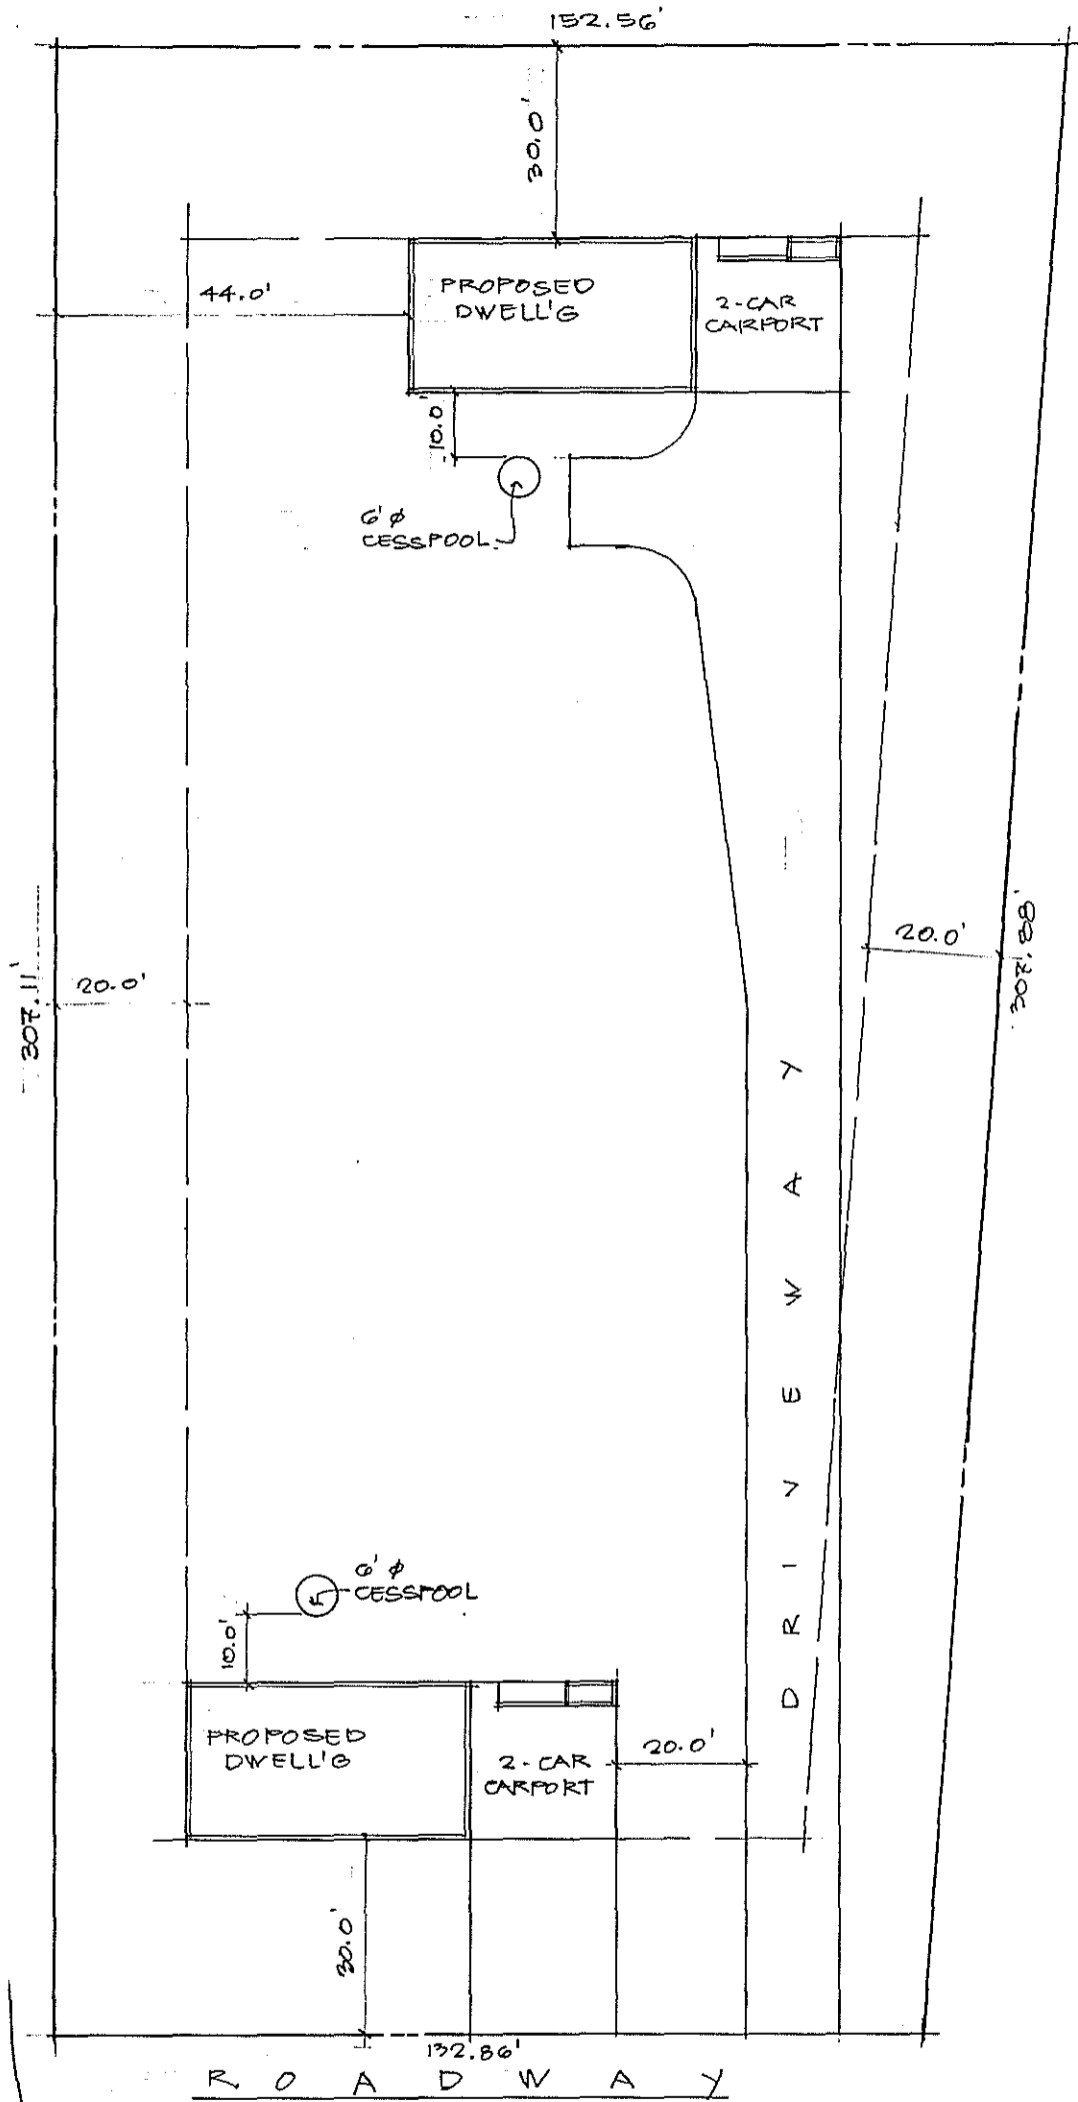 152.56'
30.0'
44.0'
PROPOSED
DWELL'G
2-CAR
CARPORT
10.0'
6' ϕ
CESSPOOL
20.0'
307.88'
307.11'
20.0'
DRIVEWAY
6' ϕ
CESSPOOL
10.0'
PROPOSED
DWELL'G
2-CAR
CARPORT
20.0'
30.0'
132.86'
ROADWAY